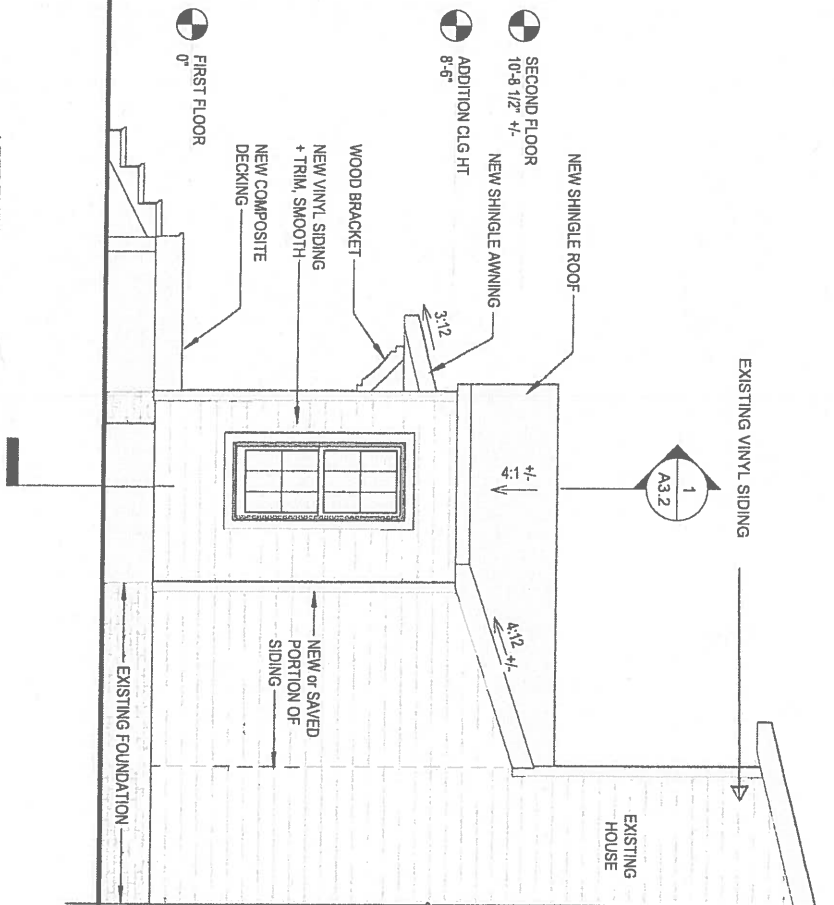 EXISTING VINYL SIDING
1
A3.2
NEW SHINGLE ROOF
SECOND FLOOR
10'-8 1/2" +/-
NEW SHINGLE AWNING
ADDITION CLG HT
8'-6"
4:1 +/-
4:12 +/-
3:12
EXISTING
HOUSE
WOOD BRACKET
NEW VINYL SIDING
+ TRIM, SMOOTH
NEW COMPOSITE
DECKING
FIRST FLOOR
0"
NEW or SAVED
PORTION OF
SIDING
EXISTING FOUNDATION